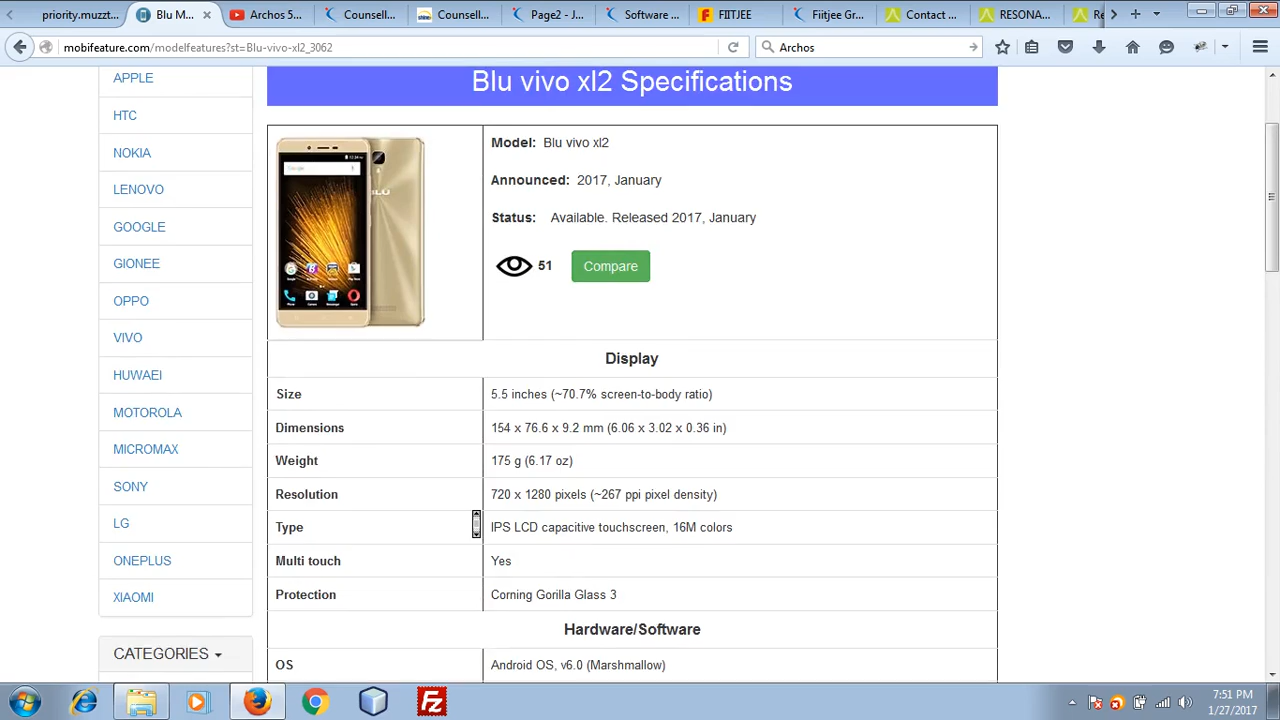 priority.muzzt...
Blu M...
Archos 5...
Counsell...
Counsell...
Page2 - J...
Software ...
FIITJEE
Fiitjee Gr...
Contact ...
RESONA...
Re
mobifeature.com/modelfeatures?st=Blu-vivo-xl2_3062
Archos
Blu vivo xl2 Specifications
APPLE
HTC
NOKIA
LENOVO
GOOGLE
GIONEE
OPPO
VIVO
HUWAEI
MOTOROLA
MICROMAX
SONY
LG
ONEPLUS
XIAOMI
CATEGORIES
Model: Blu vivo xl2
Announced: 2017, January
Status: Available. Released 2017, January
51
Compare
Display
Size 5.5 inches (~70.7% screen-to-body ratio)
Dimensions 154 x 76.6 x 9.2 mm (6.06 x 3.02 x 0.36 in)
Weight 175 g (6.17 oz)
Resolution 720 x 1280 pixels (~267 ppi pixel density)
Type IPS LCD capacitive touchscreen, 16M colors
Multi touch Yes
Protection Corning Gorilla Glass 3
Hardware/Software
OS Android OS, v6.0 (Marshmallow)
7:51 PM
1/27/2017